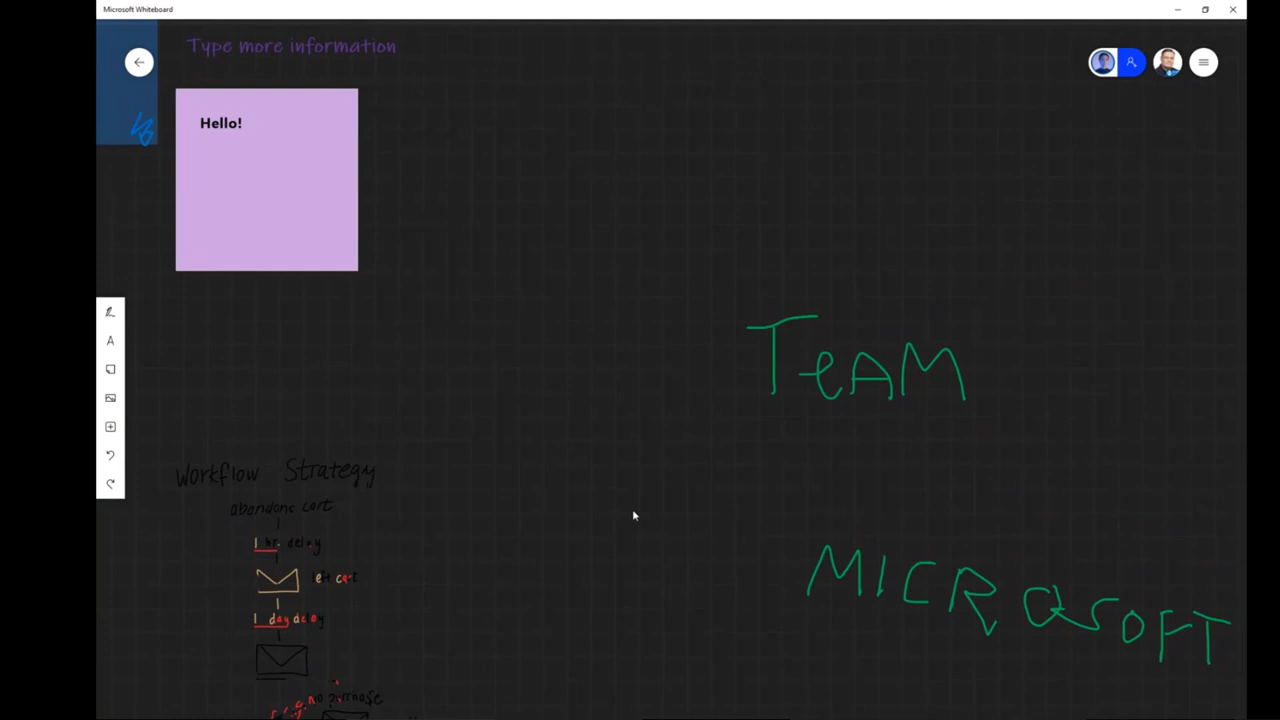 Microsoft Whiteboard
Type more information
Hello!
TeAM
Workflow Strategy
abandone cart
1 hr. delay
left cart
MICROSOFT
1 day delay
no purchase